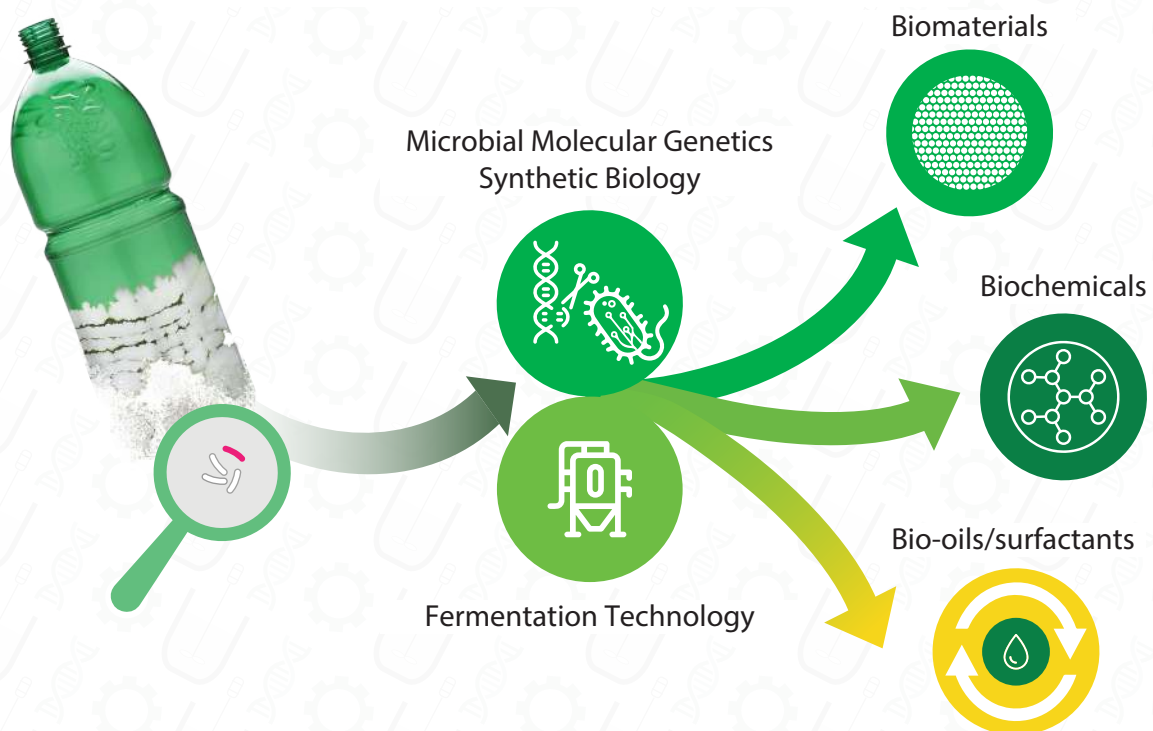 Biomaterials
Microbial Molecular Genetics
Synthetic Biology
Biochemicals
Bio-oils/surfactants
Fermentation Technology